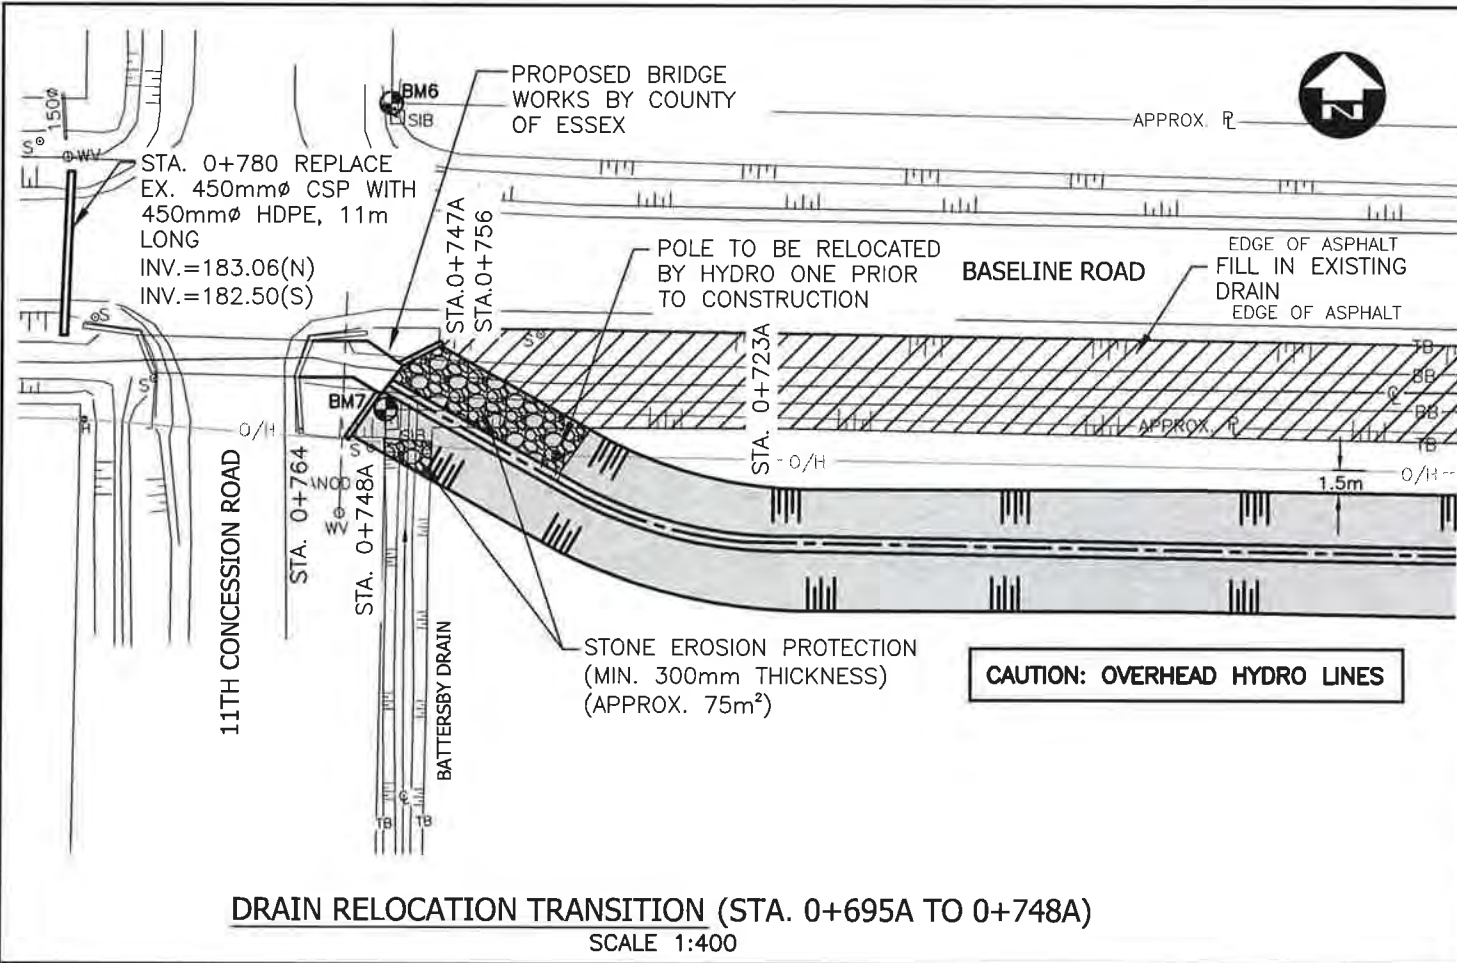 PROPOSED BRIDGE
WORKS BY COUNTY
OF ESSEX
BM6
SIB
APPROX. PL
N
150ø
S
WV
STA. 0+780 REPLACE
EX. 450mmø CSP WITH
450mmø HDPE, 11m
LONG
INV.=183.06(N)
INV.=182.50(S)
STA.0+747A
STA.0+756
POLE TO BE RELOCATED
BY HYDRO ONE PRIOR
TO CONSTRUCTION
BASELINE ROAD
EDGE OF ASPHALT
FILL IN EXISTING
DRAIN
EDGE OF ASPHALT
S
S
TB
BB
CL
BB
APPROX. PL
TB
STA. 0+723A
S
BM7
SIB
O/H
S
O/H
O/H
1.5m
H
WV
11TH CONCESSION ROAD
STA. 0+764
STA. 0+748A
BATTERSBY DRAIN
STONE EROSION PROTECTION
(MIN. 300mm THICKNESS)
(APPROX. 75m²)
CAUTION: OVERHEAD HYDRO LINES
CL
TB
TB
DRAIN RELOCATION TRANSITION (STA. 0+695A TO 0+748A)
SCALE 1:400